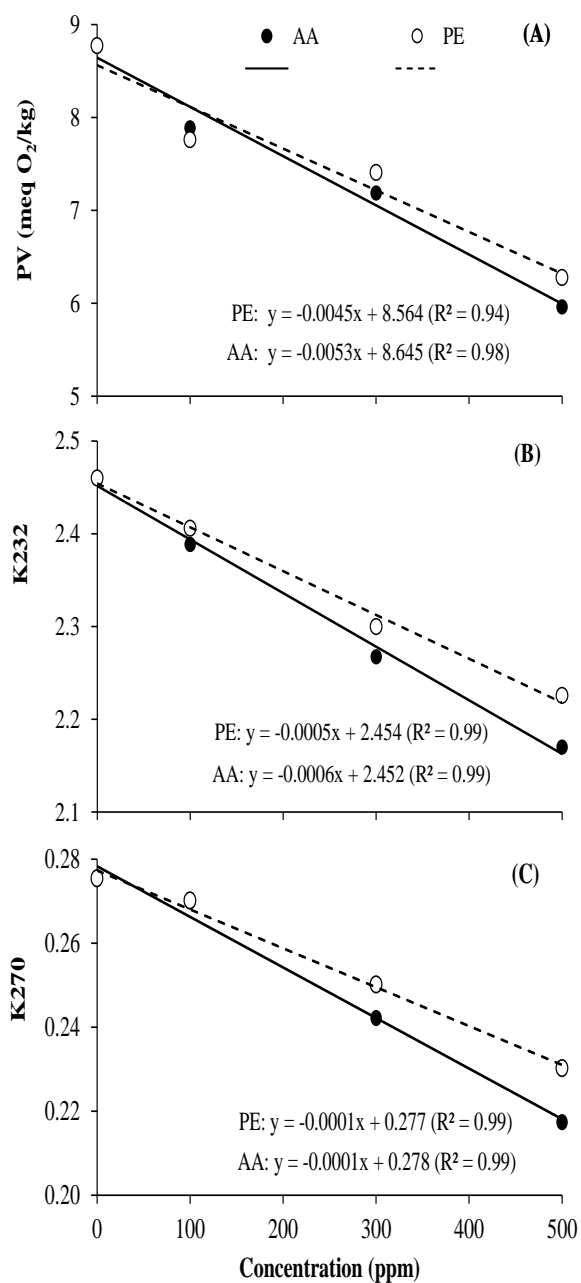 (A)
AA PE
9
8
7
6
5
PV (meq O₂/kg)
PE: y = -0.0045x + 8.564 (R² = 0.94)
AA: y = -0.0053x + 8.645 (R² = 0.98)
(B)
2.5
2.4
2.3
2.2
2.1
K232
PE: y = -0.0005x + 2.454 (R² = 0.99)
AA: y = -0.0006x + 2.452 (R² = 0.99)
(C)
0.28
0.26
0.24
0.22
0.20
K270
PE: y = -0.0001x + 0.277 (R² = 0.99)
AA: y = -0.0001x + 0.278 (R² = 0.99)
0 100 200 300 400 500
Concentration (ppm)